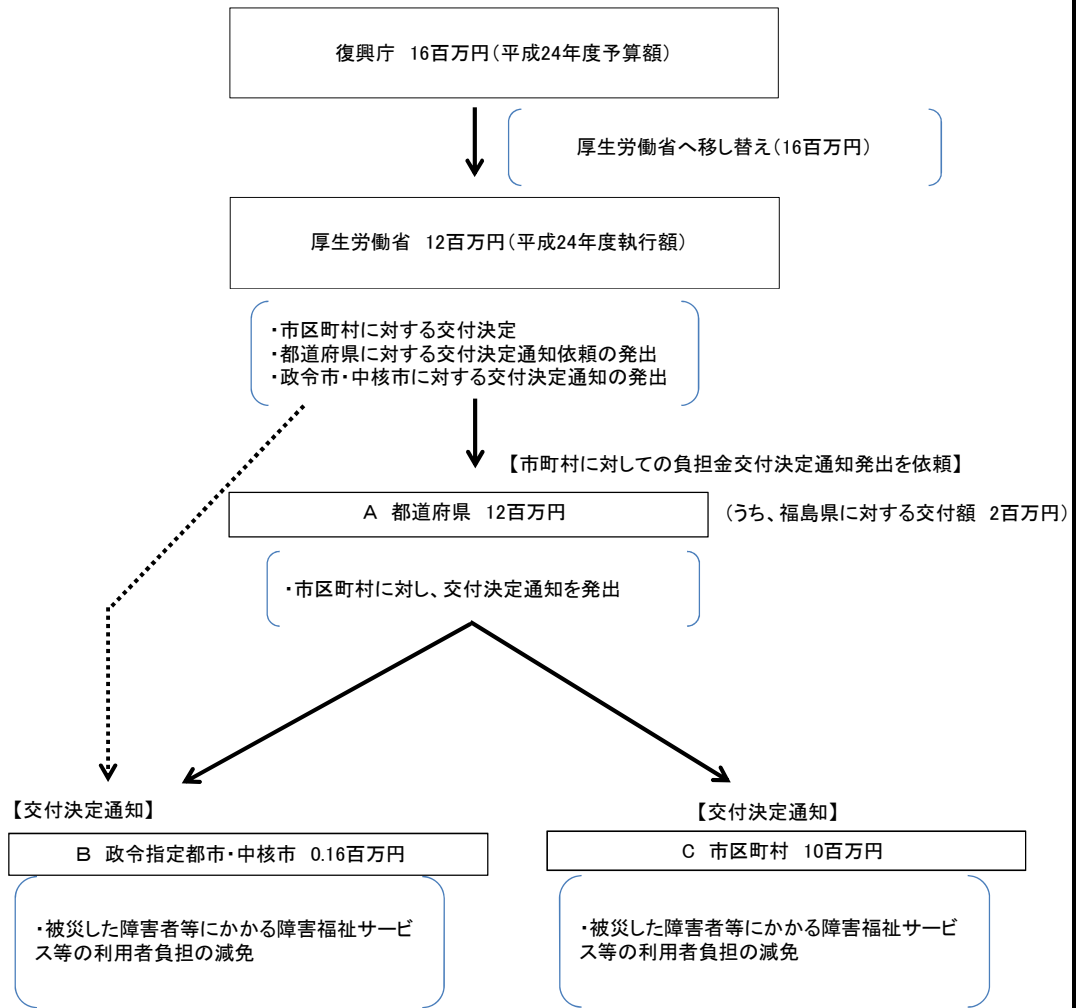 復興庁 16百万円(平成24年度予算額)
厚生労働省へ移し替え(16百万円)
厚生労働省 12百万円(平成24年度執行額)
・市区町村に対する交付決定
・都道府県に対する交付決定通知依頼の発出
・政令市・中核市に対する交付決定通知の発出
【市町村に対しての負担金交付決定通知発出を依頼】
A 都道府県 12百万円
(うち、福島県に対する交付額 2百万円)
・市区町村に対し、交付決定通知を発出
【交付決定通知】
B 政令指定都市・中核市 0.16百万円
・被災した障害者等にかかる障害福祉サービ
ス等の利用者負担の減免
【交付決定通知】
C 市区町村 10百万円
・被災した障害者等にかかる障害福祉サービ
ス等の利用者負担の減免